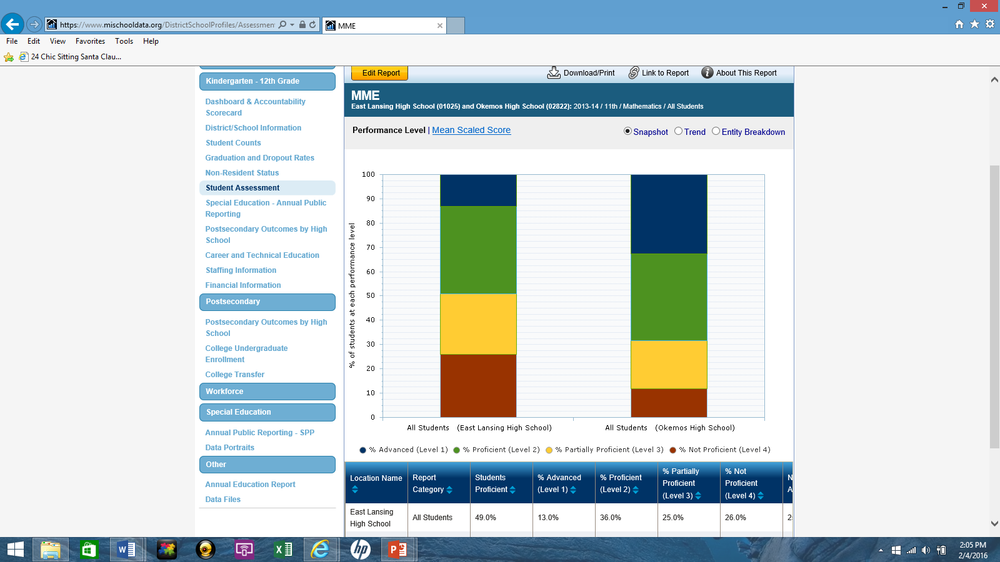 https://www.mischooldata.org/DistrictSchoolProfiles/Assessment
MME
File Edit View Favorites Tools Help
24 Chic Sitting Santa Clau...
Kindergarten - 12th Grade
Dashboard & Accountability
Scorecard
District/School Information
Student Counts
Graduation and Dropout Rates
Non-Resident Status
Student Assessment
Special Education - Annual Public
Reporting
Postsecondary Outcomes by High
School
Career and Technical Education
Staffing Information
Financial Information
Postsecondary
Postsecondary Outcomes by High
School
College Undergraduate
Enrollment
College Transfer
Workforce
Special Education
Annual Public Reporting - SPP
Data Portraits
Other
Annual Education Report
Data Files
Edit Report
Download/Print Link to Report About This Report
MME
East Lansing High School (01025) and Okemos High School (02822): 2013-14 / 11th / Mathematics / All Students
Performance Level | Mean Scaled Score
Snapshot Trend Entity Breakdown
% of students at each performance level
100
90
80
70
60
50
40
30
20
10
0
All Students (East Lansing High School) All Students (Okemos High School)
% Advanced (Level 1) % Proficient (Level 2) % Partially Proficient (Level 3) % Not Proficient (Level 4)
Location Name
Report
Category
Students
Proficient
% Advanced
(Level 1)
% Proficient
(Level 2)
% Partially
Proficient
(Level 3)
% Not
Proficient
(Level 4)
N
A
East Lansing
High School
All Students
49.0%
13.0%
36.0%
25.0%
26.0%
2
2:05 PM
2/4/2016